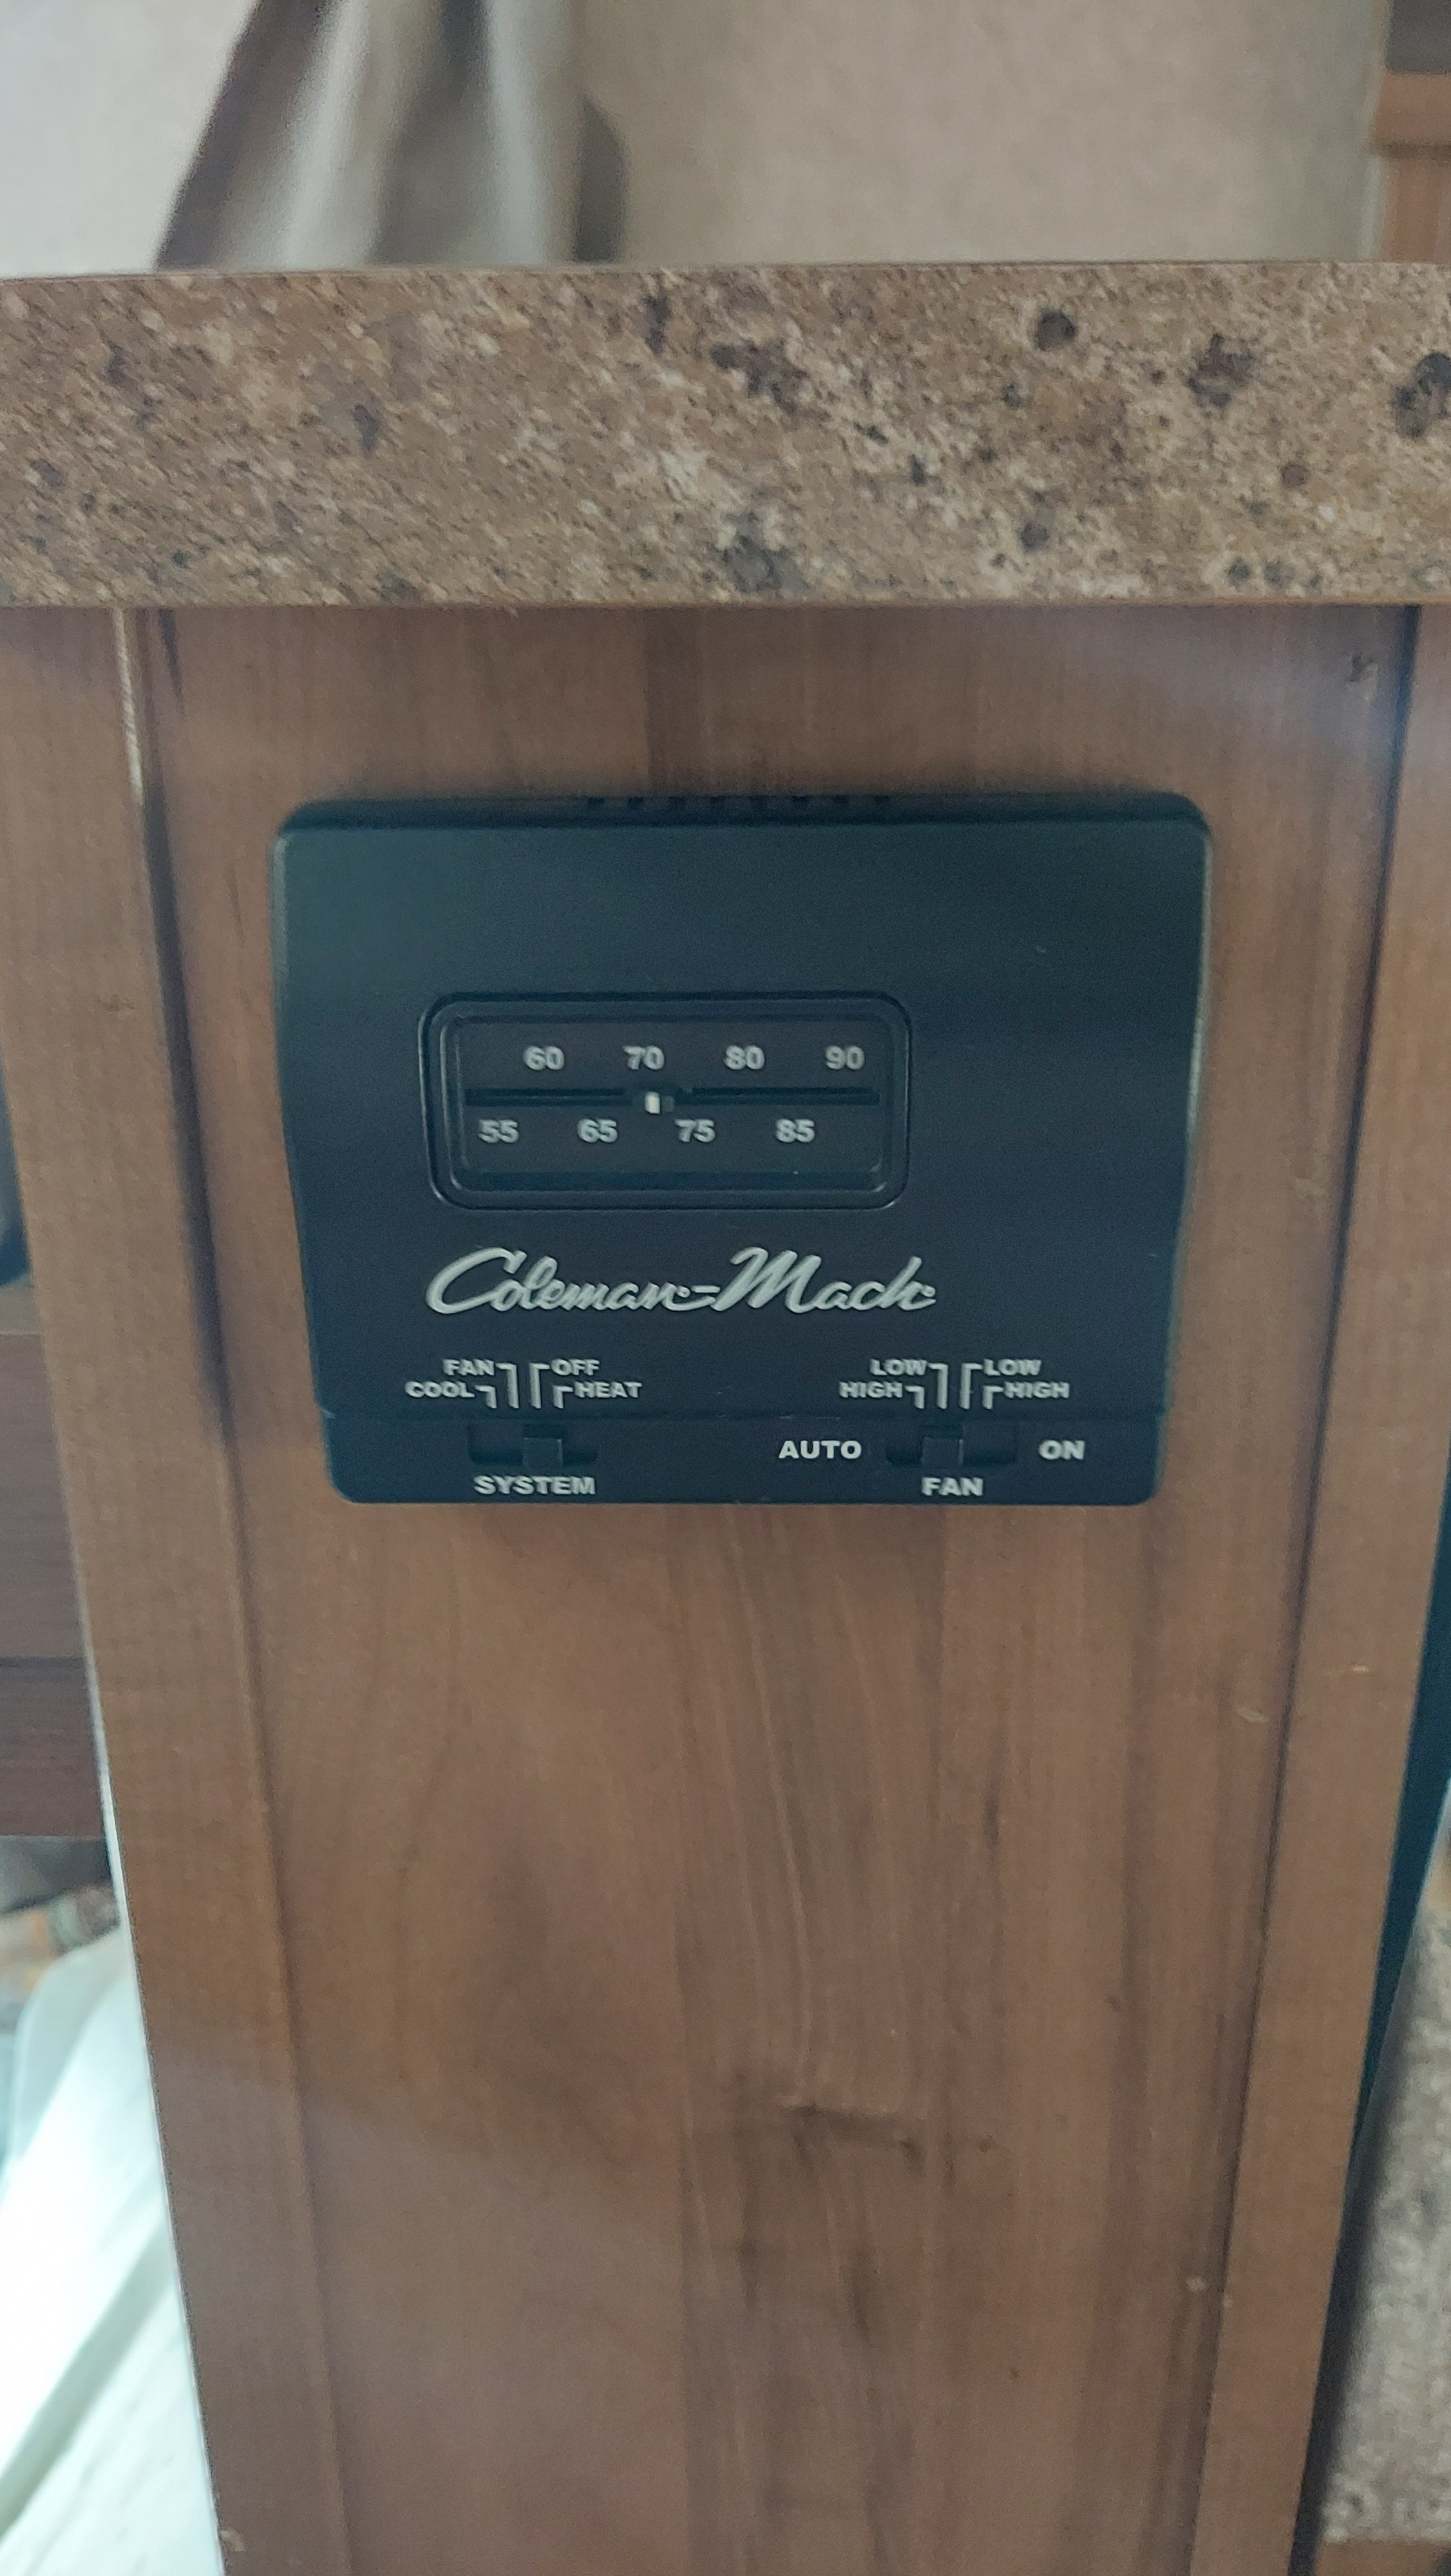 60 70 80 90
55 65 75 85
Coleman-Mach
FAN OFF LOW LOW
COOL HEAT HIGH HIGH
AUTO ON
SYSTEM FAN